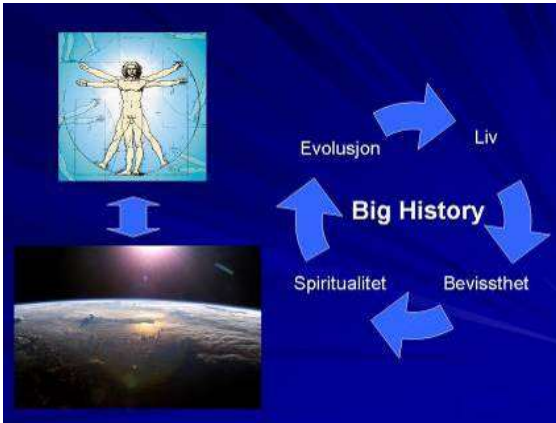 Evolusjon
Liv
Big History
Spiritualitet
Bevissthet